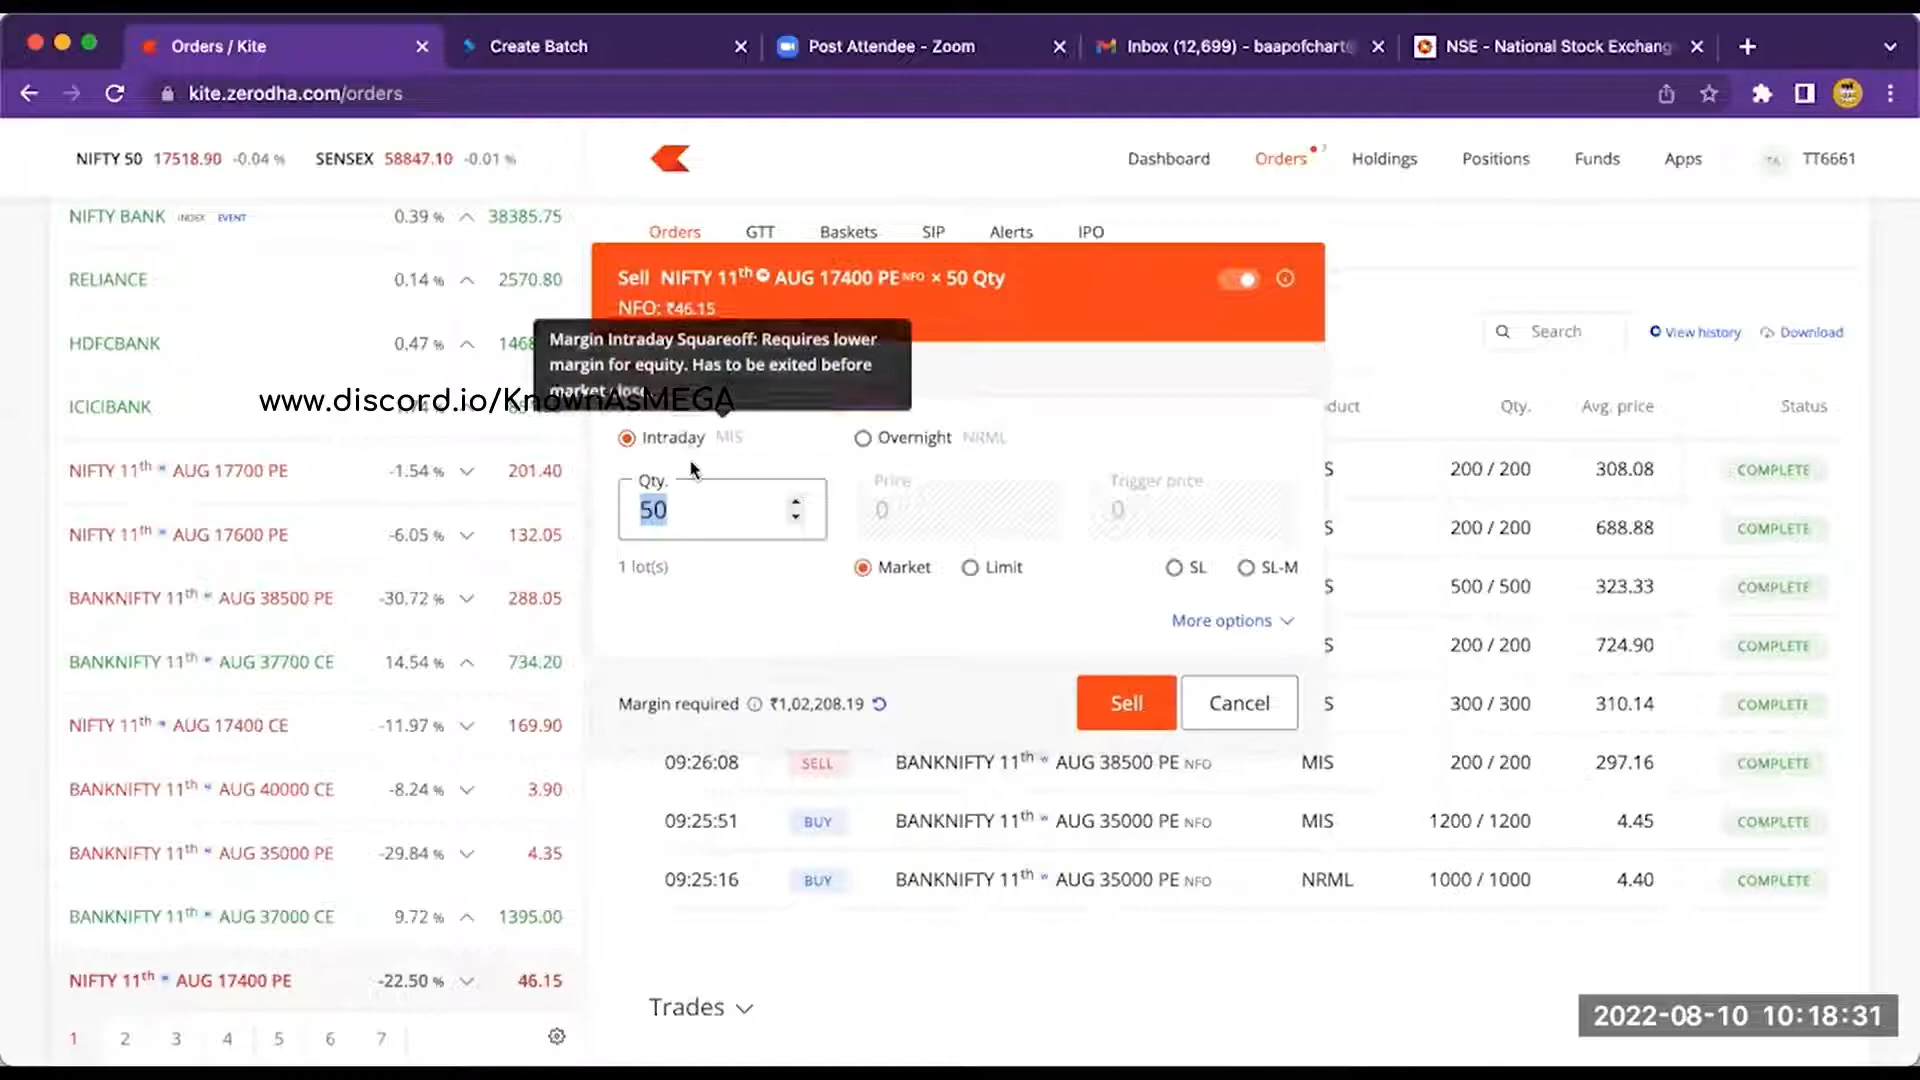 Orders / Kite
Create Batch
Post Attendee - Zoom
Inbox (12,699) - baapofchart
NSE - National Stock Exchang
kite.zerodha.com/orders
NIFTY 50 17518.90 -0.04 %
SENSEX 58847.10 -0.01 %
Dashboard
Orders
Holdings
Positions
Funds
Apps
TT6661
NIFTY BANK INDEX EVENT 0.39 % 38385.75
RELIANCE 0.14 % 2570.80
HDFCBANK 0.47 % 1468
ICICIBANK
NIFTY 11th w AUG 17700 PE -1.54 % 201.40
NIFTY 11th w AUG 17600 PE -6.05 % 132.05
BANKNIFTY 11th w AUG 38500 PE -30.72 % 288.05
BANKNIFTY 11th w AUG 37700 CE 14.54 % 734.20
NIFTY 11th w AUG 17400 CE -11.97 % 169.90
BANKNIFTY 11th w AUG 40000 CE -8.24 % 3.90
BANKNIFTY 11th w AUG 35000 PE -29.84 % 4.35
BANKNIFTY 11th w AUG 37000 CE 9.72 % 1395.00
NIFTY 11th w AUG 17400 PE -22.50 % 46.15
1 2 3 4 5 6 7
Orders GTT Baskets SIP Alerts IPO
Sell NIFTY 11th w AUG 17400 PE NFO × 50 Qty
NFO: ₹46.15
Margin Intraday Squareoff: Requires lower
margin for equity. Has to be exited before
www.discord.io/KnownAsMEGA
Intraday MIS
Overnight NRML
Qty. 50
Price 0
Trigger price 0
1 lot(s)
Market
Limit
SL
SL-M
More options
Margin required ₹1,02,208.19
Sell
Cancel
Search
View history
Download
duct Qty. Avg. price Status
S 200 / 200 308.08 COMPLETE
S 200 / 200 688.88 COMPLETE
S 500 / 500 323.33 COMPLETE
S 200 / 200 724.90 COMPLETE
S 300 / 300 310.14 COMPLETE
09:26:08 SELL BANKNIFTY 11th w AUG 38500 PE NFO MIS 200 / 200 297.16 COMPLETE
09:25:51 BUY BANKNIFTY 11th w AUG 35000 PE NFO MIS 1200 / 1200 4.45 COMPLETE
09:25:16 BUY BANKNIFTY 11th w AUG 35000 PE NFO NRML 1000 / 1000 4.40 COMPLETE
Trades
2022-08-10 10:18:31